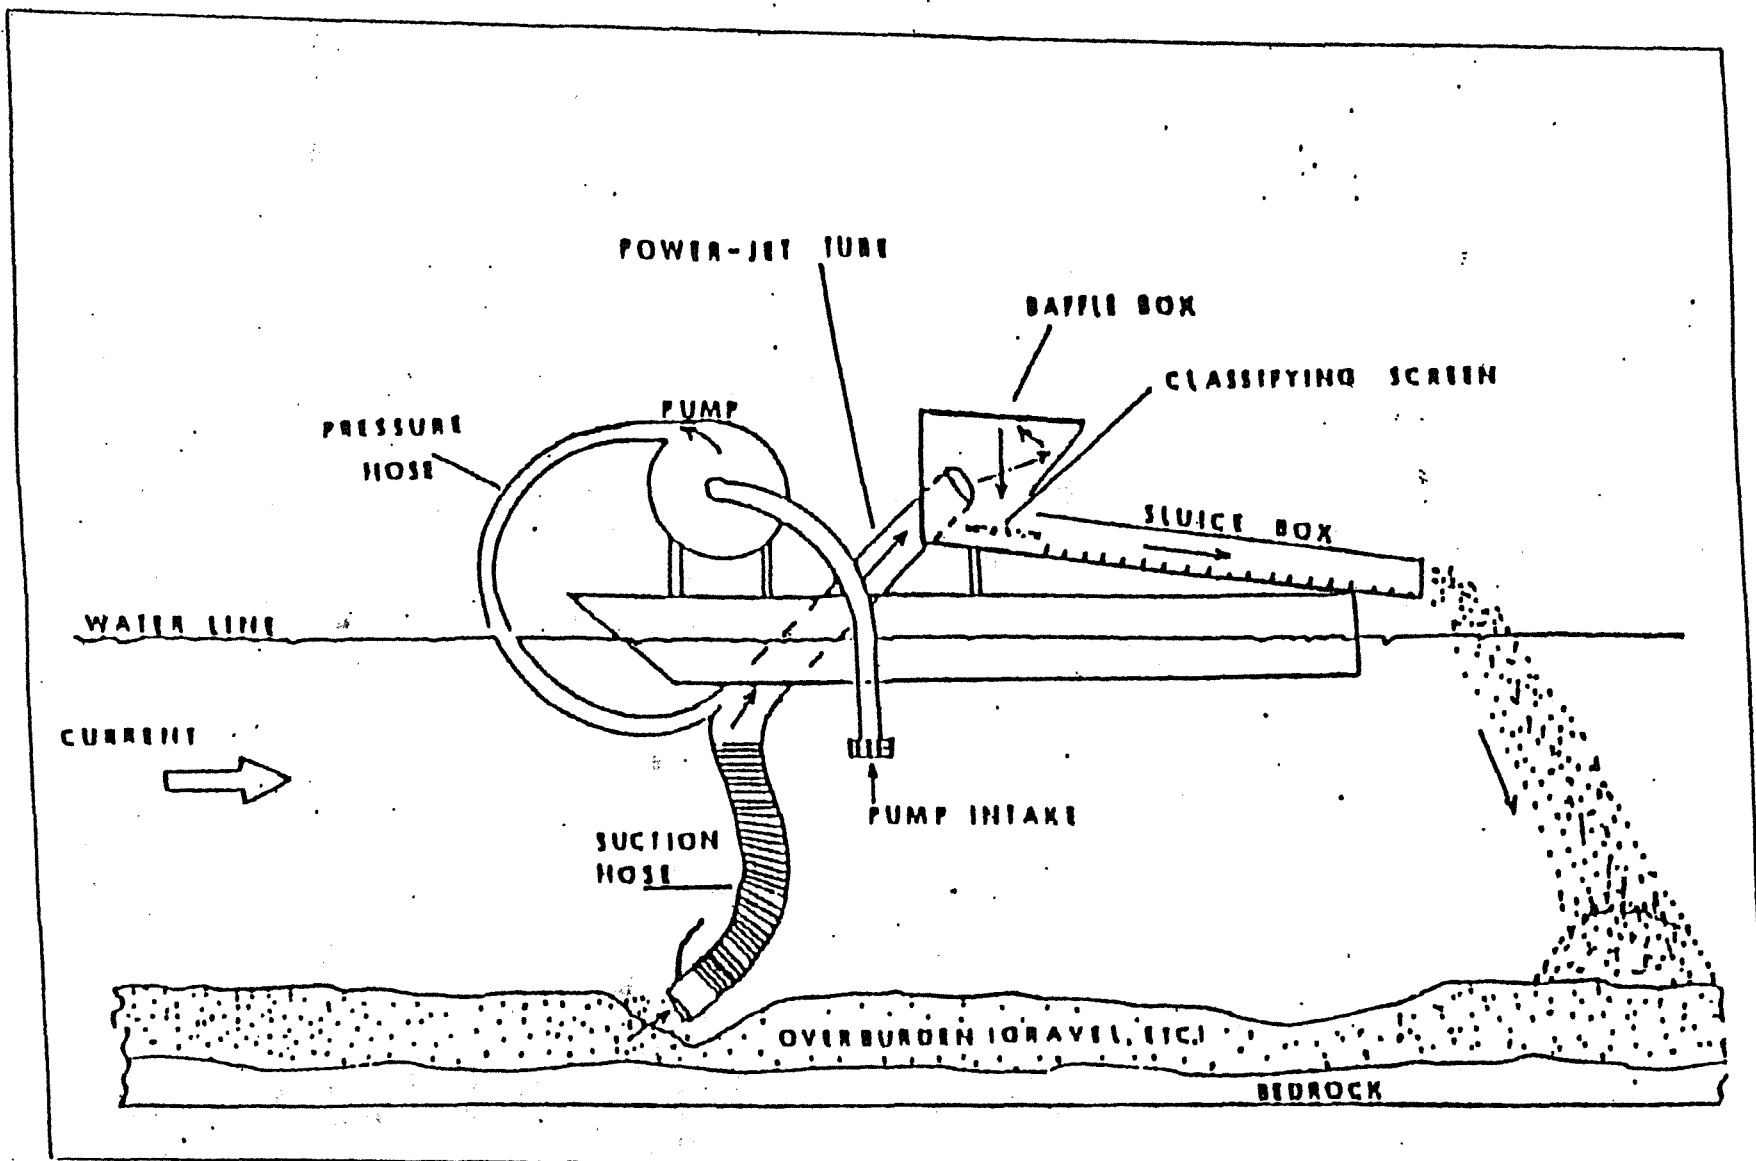 POWER-JET TUBE
BAFFLE BOX
CLASSIFYING SCREEN
PUMP
PRESSURE
HOSE
SLUICE BOX
WATER LINE
CURRENT
PUMP INTAKE
SUCTION
HOSE
OVERBURDEN (GRAVEL, ETC.)
BEDROCK